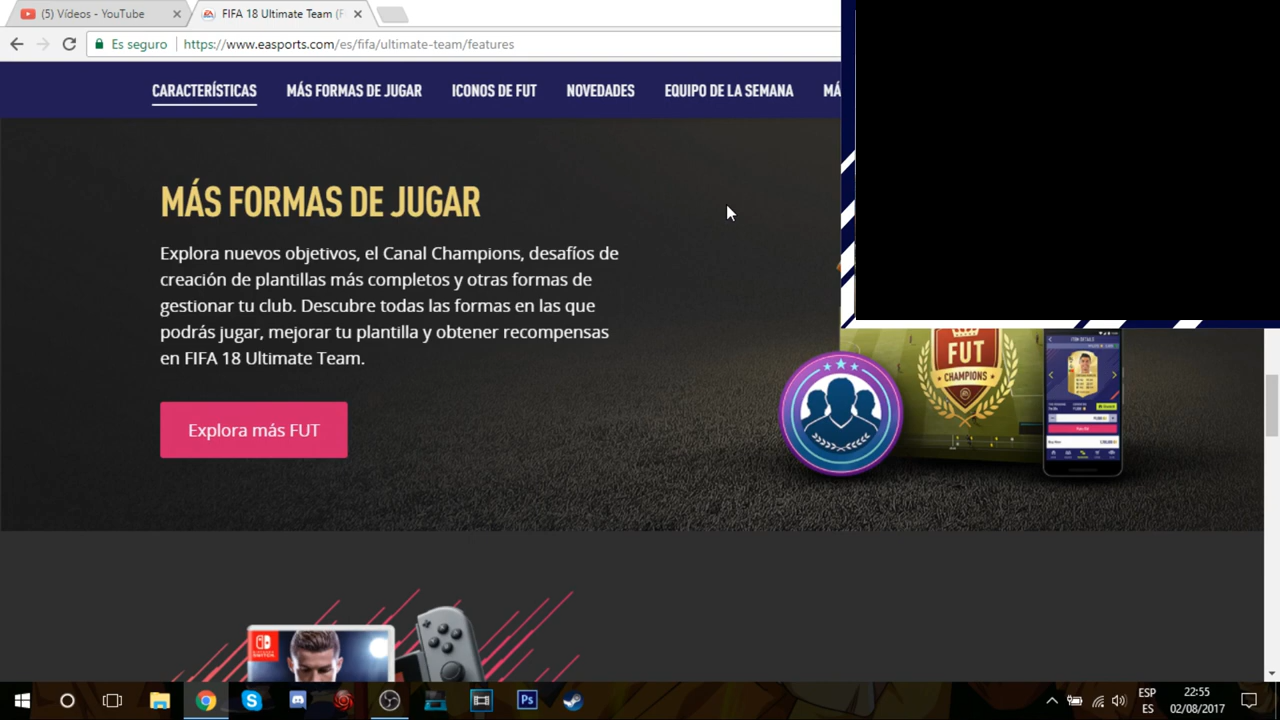 (5) Vídeos - YouTube
FIFA 18 Ultimate Team (F
Es seguro
https://www.easports.com/es/fifa/ultimate-team/features
CARACTERÍSTICAS
MÁS FORMAS DE JUGAR
ICONOS DE FUT
NOVEDADES
EQUIPO DE LA SEMANA
MÁ
MÁS FORMAS DE JUGAR
Explora nuevos objetivos, el Canal Champions, desafíos de
creación de plantillas más completos y otras formas de
gestionar tu club. Descubre todas las formas en las que
podrás jugar, mejorar tu plantilla y obtener recompensas
en FIFA 18 Ultimate Team.
Explora más FUT
FUT
CHAMPIONS
ESP
ES
22:55
02/08/2017
Ps